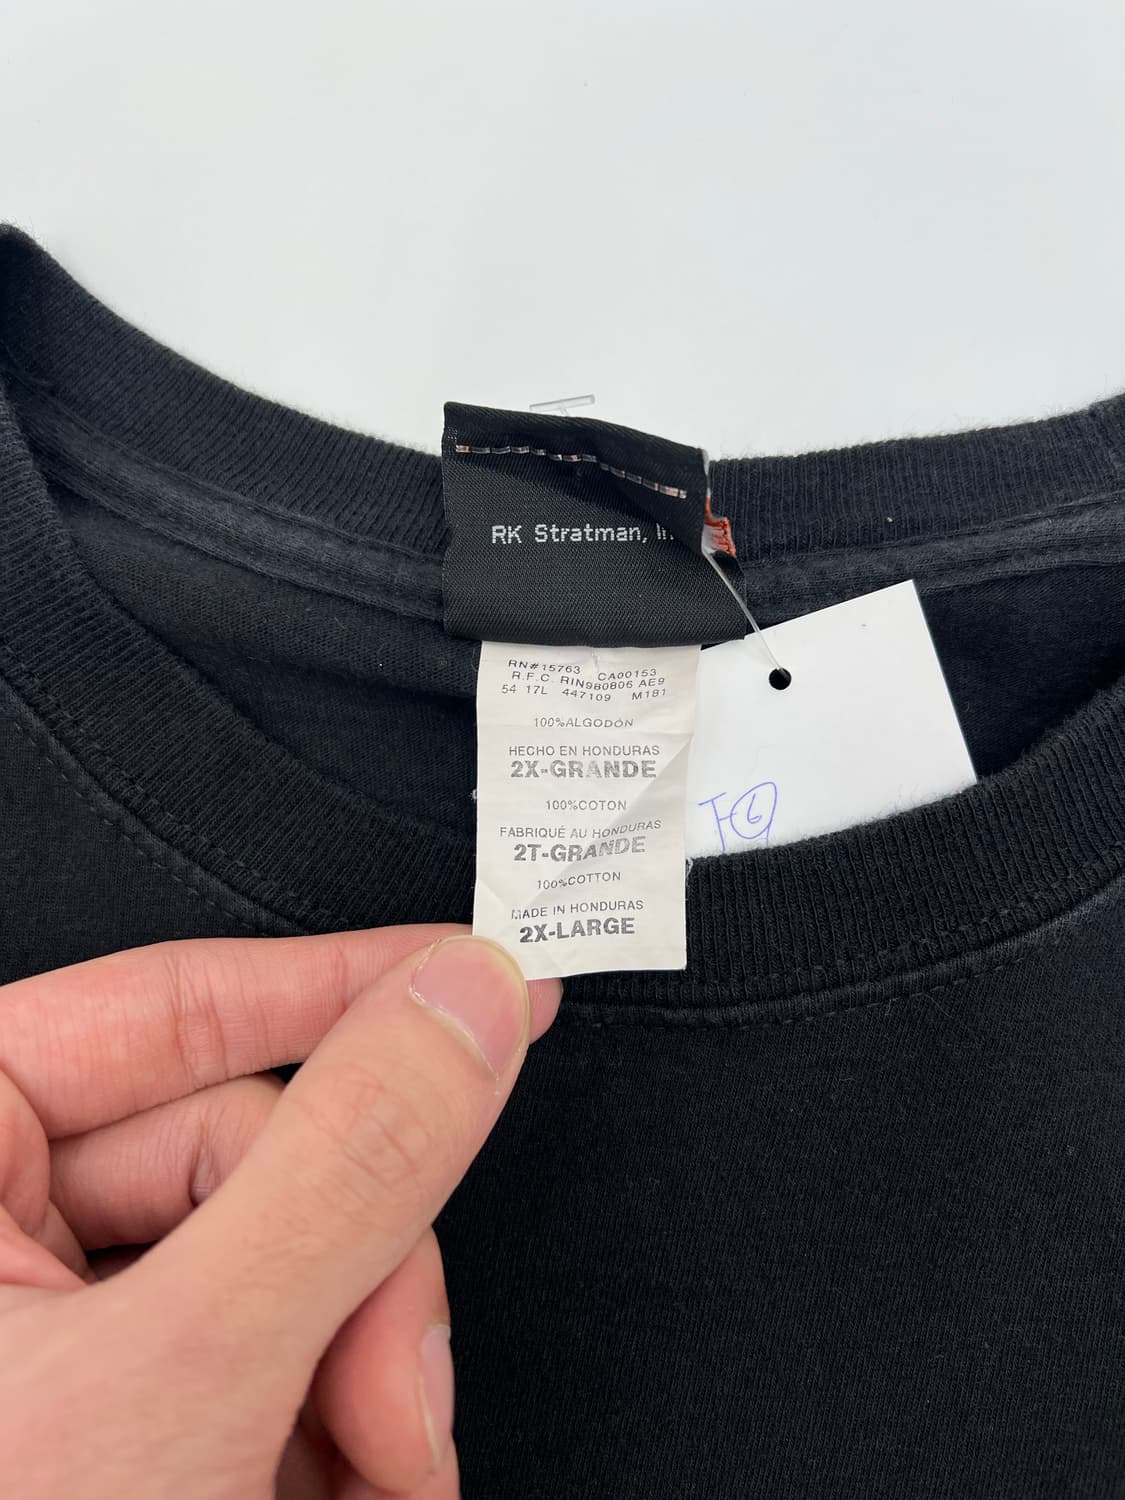 RK Stratman,
RN#15763 CA00153
R.F.C. RIN980806 AE9
54 17L 447109 M181
100%ALGODÓN
HECHO EN HONDURAS
2X-GRANDE
100%COTON
FABRIQUÉ AU HONDURAS
2T-GRANDE
100%COTTON
MADE IN HONDURAS
2X-LARGE